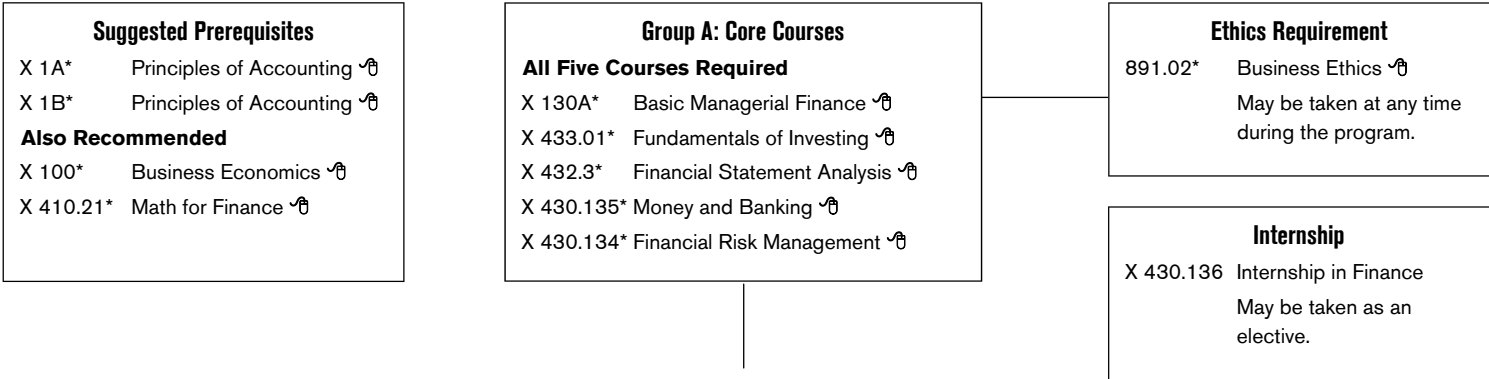 Suggested Prerequisites
X 1A* Principles of Accounting
X 1B* Principles of Accounting
Also Recommended
X 100* Business Economics
X 410.21* Math for Finance
Group A: Core Courses
All Five Courses Required
X 130A* Basic Managerial Finance
X 433.01* Fundamentals of Investing
X 432.3* Financial Statement Analysis
X 430.135* Money and Banking
X 430.134* Financial Risk Management
Ethics Requirement
891.02* Business Ethics
May be taken at any time
during the program.
Internship
X 430.136 Internship in Finance
May be taken as an
elective.